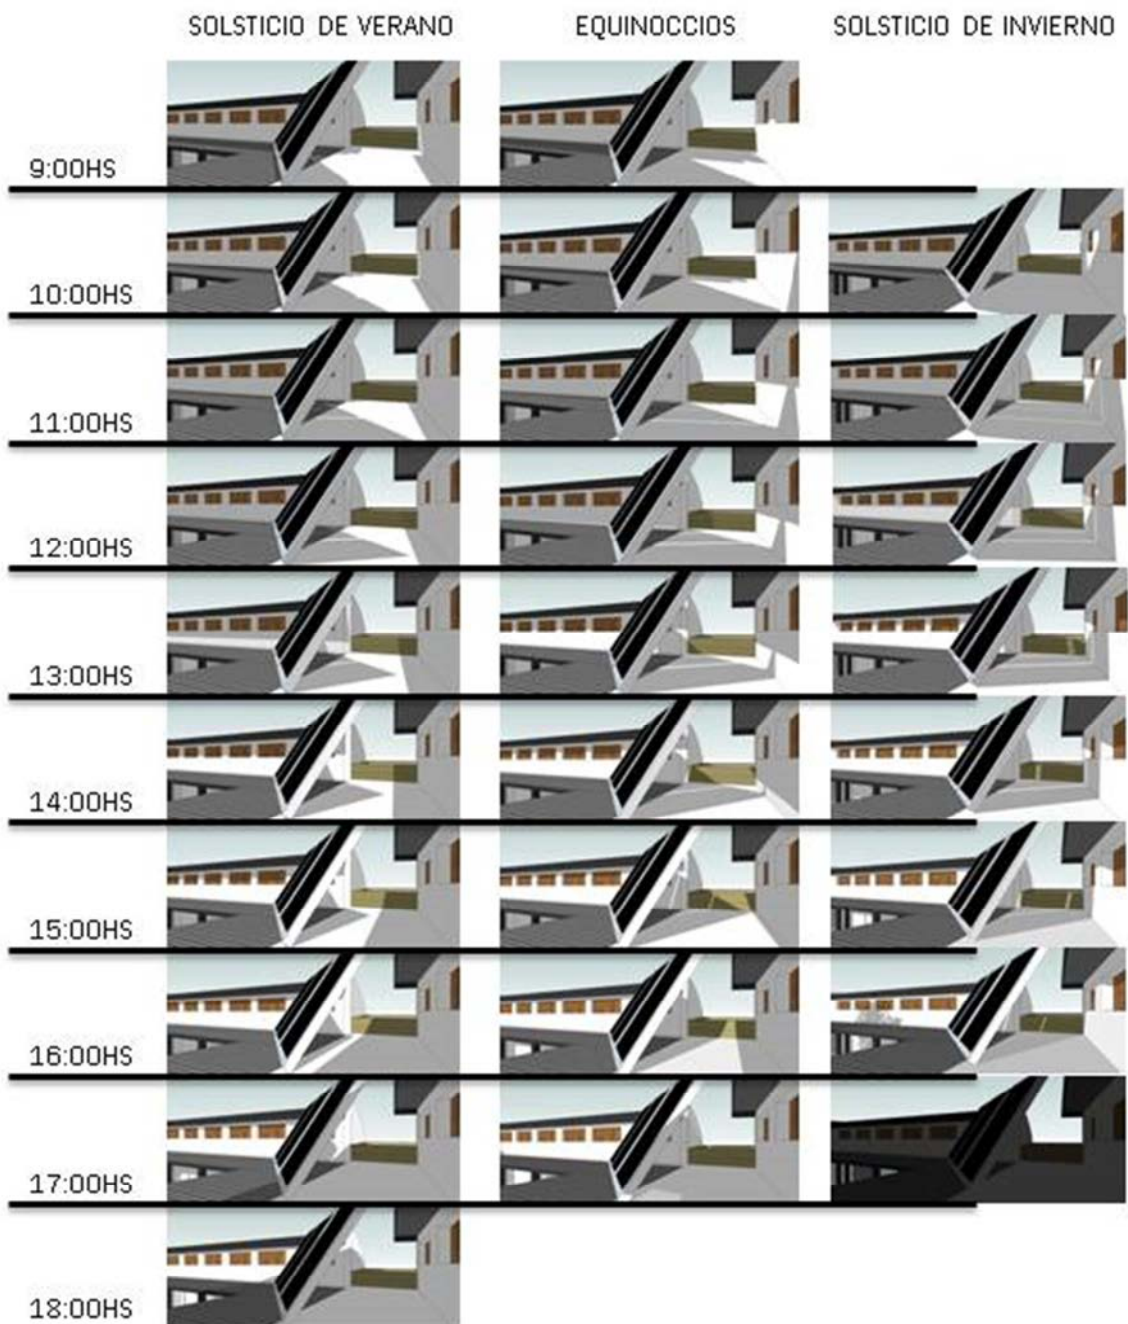 SOLSTICIO DE VERANO EQUINOCCIOS SOLSTICIO DE INVIERNO
9:00HS
10:00HS
11:00HS
12:00HS
13:00HS
14:00HS
15:00HS
16:00HS
17:00HS
18:00HS